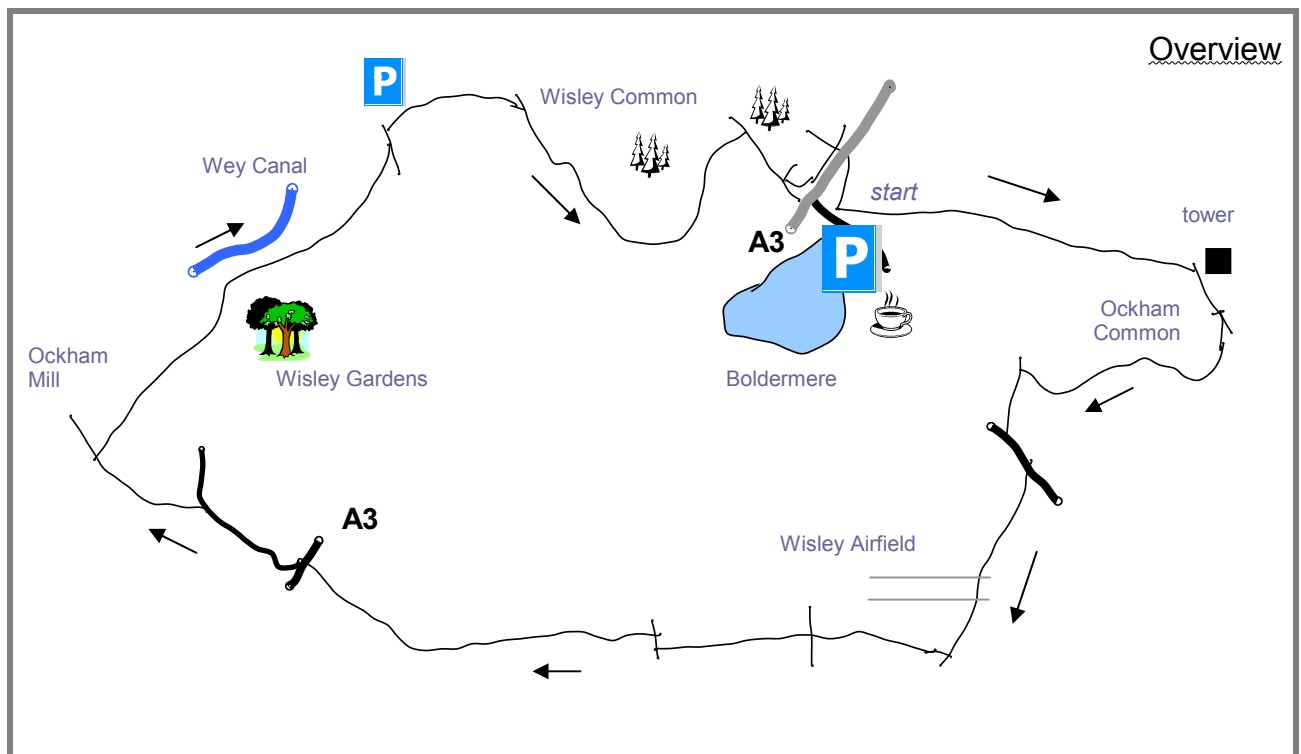 Overview
P
Wisley Common
Wey Canal
start
tower
A3
P
Ockham
Common
Ockham
Mill
Wisley Gardens
Boldermere
A3
Wisley Airfield